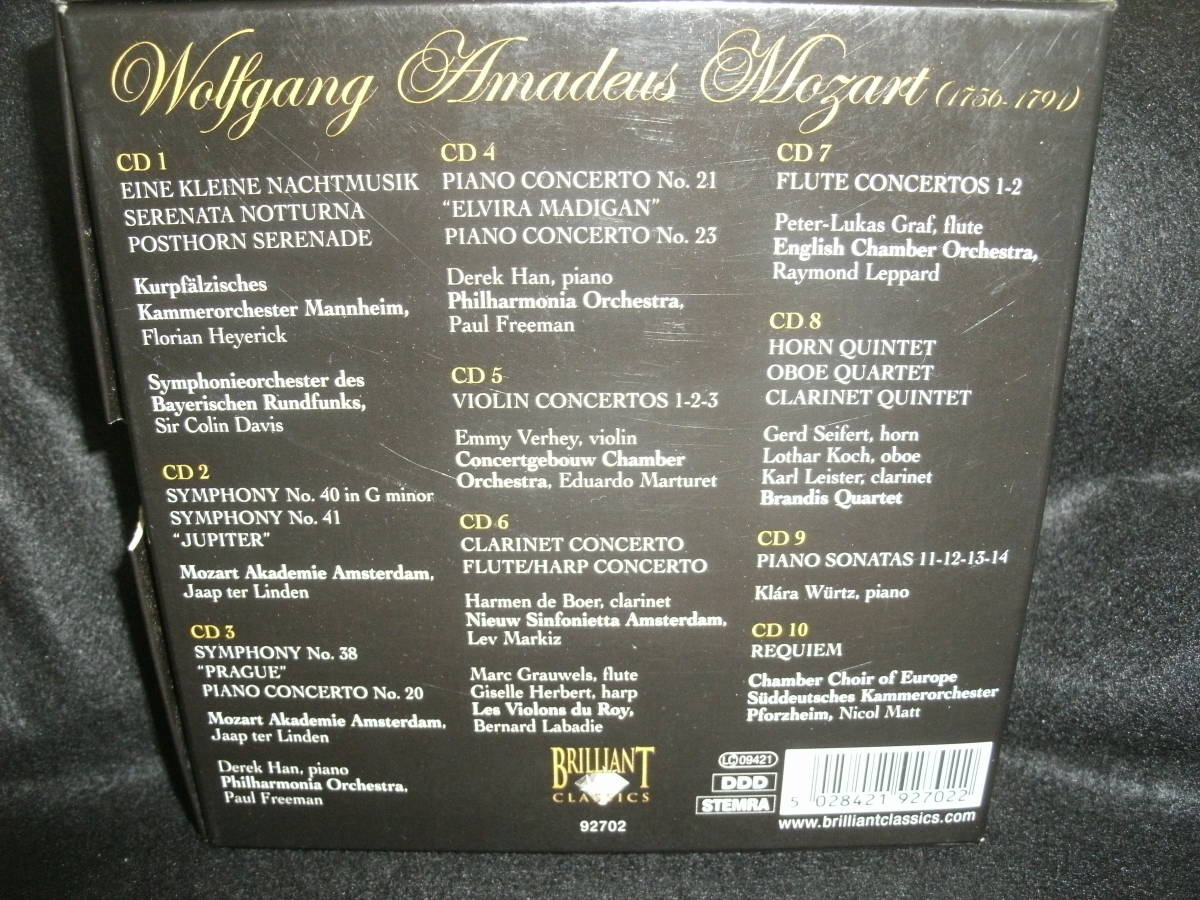 Wolfgang Amadeus Mozart (1756-1791)
CD 1
EINE KLEINE NACHTMUSIK
SERENATA NOTTURNA
POSTHORN SERENADE
Kurpfälzisches
Kammerorchester Mannheim,
Florian Heyerick
Symphonieorchester des
Bayerischen Rundfunks,
Sir Colin Davis
CD 2
SYMPHONY No. 40 in G minor
SYMPHONY No. 41
"JUPITER"
Mozart Akademie Amsterdam,
Jaap ter Linden
CD 3
SYMPHONY No. 38
"PRAGUE"
PIANO CONCERTO No. 20
Mozart Akademie Amsterdam,
Jaap ter Linden
Derek Han, piano
Philharmonia Orchestra,
Paul Freeman
CD 4
PIANO CONCERTO No. 21
"ELVIRA MADIGAN"
PIANO CONCERTO No. 23
Derek Han, piano
Philharmonia Orchestra,
Paul Freeman
CD 5
VIOLIN CONCERTOS 1-2-3
Emmy Verhey, violin
Concertgebouw Chamber
Orchestra, Eduardo Marturet
CD 6
CLARINET CONCERTO
FLUTE/HARP CONCERTO
Harmen de Boer, clarinet
Nieuw Sinfonietta Amsterdam,
Lev Markiz
Marc Grauwels, flute
Giselle Herbert, harp
Les Violons du Roy,
Bernard Labadie
CD 7
FLUTE CONCERTOS 1-2
Peter-Lukas Graf, flute
English Chamber Orchestra,
Raymond Leppard
CD 8
HORN QUINTET
OBOE QUARTET
CLARINET QUINTET
Gerd Seifert, horn
Lothar Koch, oboe
Karl Leister, clarinet
Brandis Quartet
CD 9
PIANO SONATAS 11-12-13-14
Klára Würtz, piano
CD 10
REQUIEM
Chamber Choir of Europe
Süddeutsches Kammerorchester
Pforzheim, Nicol Matt
BRILLIANT
CLASSICS
92702
LC 09421
DDD
STEMRA
5 028421 927022
www.brilliantclassics.com